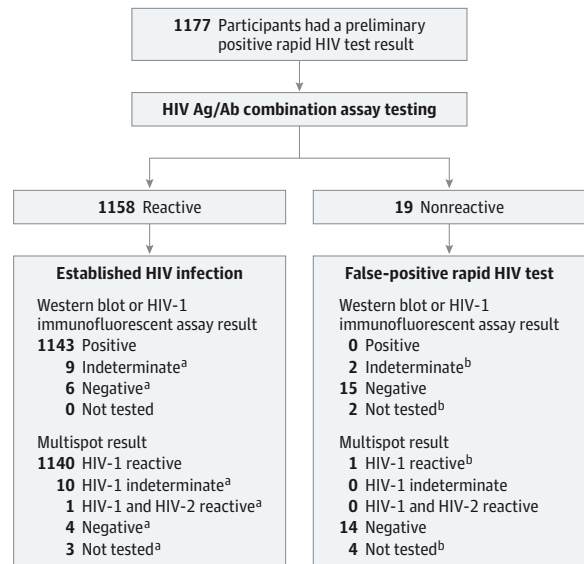 1177 Participants had a preliminary
positive rapid HIV test result
HIV Ag/Ab combination assay testing
1158 Reactive
19 Nonreactive
Established HIV infection
Western blot or HIV-1
immunofluorescent assay result
1143 Positive
9 Indeterminateᵃ
6 Negativeᵃ
0 Not tested
Multispot result
1140 HIV-1 reactive
10 HIV-1 indeterminateᵃ
1 HIV-1 and HIV-2 reactiveᵃ
4 Negativeᵃ
3 Not testedᵃ
False-positive rapid HIV test
Western blot or HIV-1
immunofluorescent assay result
0 Positive
2 Indeterminateᵇ
15 Negative
2 Not testedᵇ
Multispot result
1 HIV-1 reactiveᵇ
0 HIV-1 indeterminate
0 HIV-1 and HIV-2 reactive
14 Negative
4 Not testedᵇ